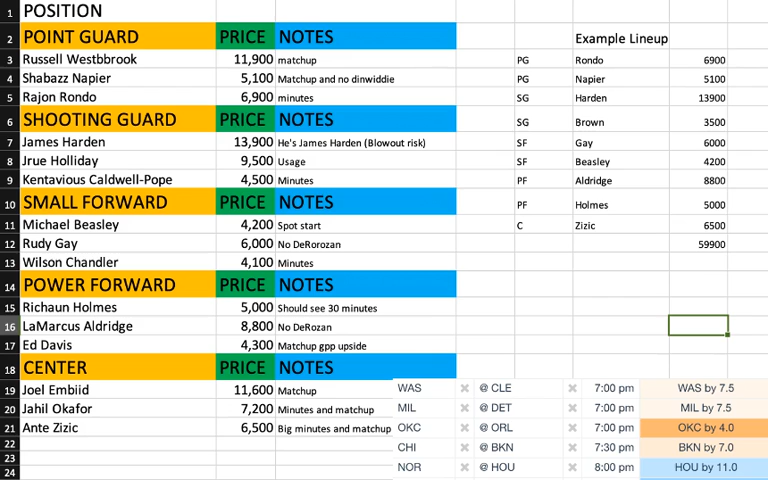 1 POSITION
2 POINT GUARD PRICE NOTES Example Lineup
3 Russell Westbrook 11,900 matchup PG Rondo 6900
4 Shabazz Napier 5,100 Matchup and no dinwiddie PG Napier 5100
5 Rajon Rondo 6,900 minutes SG Harden 13900
6 SHOOTING GUARD PRICE NOTES SG Brown 3500
7 James Harden 13,900 He's James Harden (Blowout risk) SF Gay 6000
8 Jrue Holliday 9,500 Usage SF Beasley 4200
9 Kentavious Caldwell-Pope 4,500 Minutes PF Aldridge 8800
10 SMALL FORWARD PRICE NOTES PF Holmes 5000
11 Michael Beasley 4,200 Spot start C Zizic 6500
12 Rudy Gay 6,000 No DeRorozan 59900
13 Wilson Chandler 4,100 Minutes
14 POWER FORWARD PRICE NOTES
15 Richaun Holmes 5,000 Should see 30 minutes
16 LaMarcus Aldridge 8,800 No DeRozan
17 Ed Davis 4,300 Matchup gpp upside
18 CENTER PRICE NOTES
19 Joel Embiid 11,600 Matchup WAS @ CLE 7:00 pm WAS by 7.5
20 Jahil Okafor 7,200 Minutes and matchup MIL @ DET 7:00 pm MIL by 7.5
21 Ante Zizic 6,500 Big minutes and matchup OKC @ ORL 7:00 pm OKC by 4.0
22 CHI @ BKN 7:30 pm BKN by 7.0
23 NOR @ HOU 8:00 pm HOU by 11.0
24